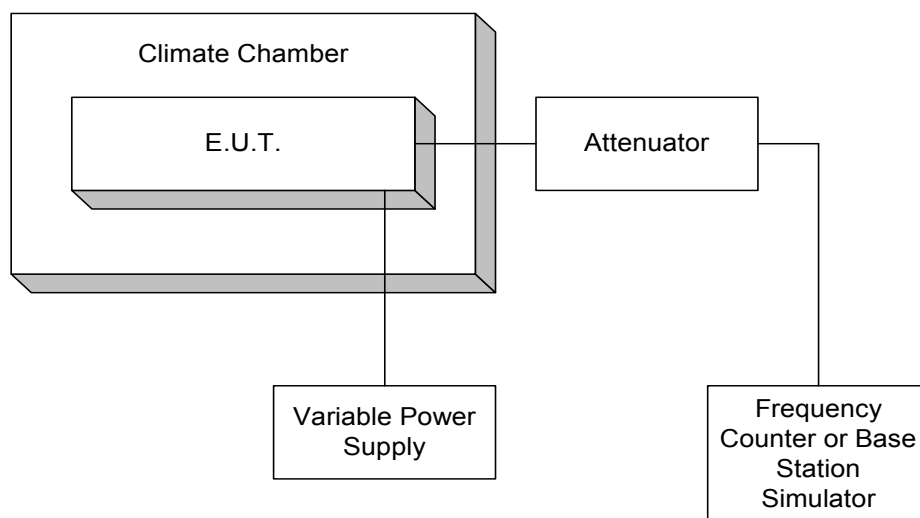 Climate Chamber
E.U.T.
Attenuator
Variable Power
Supply
Frequency
Counter or Base
Station
Simulator